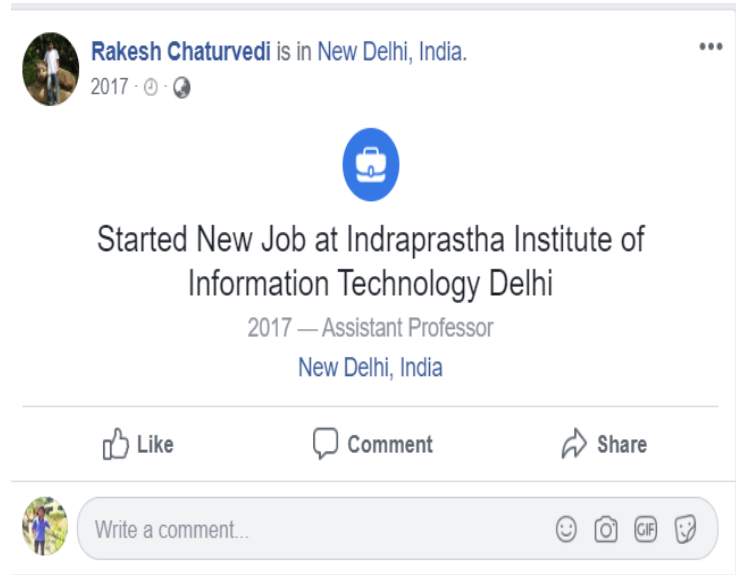 Rakesh Chaturvedi is in New Delhi, India.
2017
Started New Job at Indraprastha Institute of
Information Technology Delhi
2017 — Assistant Professor
New Delhi, India
Like Comment Share
Write a comment... GIF